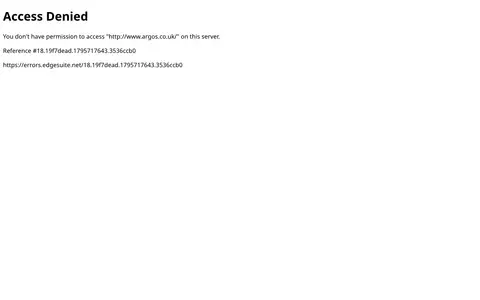 Access Denied
You don't have permission to access "http://www.argos.co.uk/" on this server.
Reference #18.19f7dead.1795717643.3536ccb0
https://errors.edgesuite.net/18.19f7dead.1795717643.3536ccb0